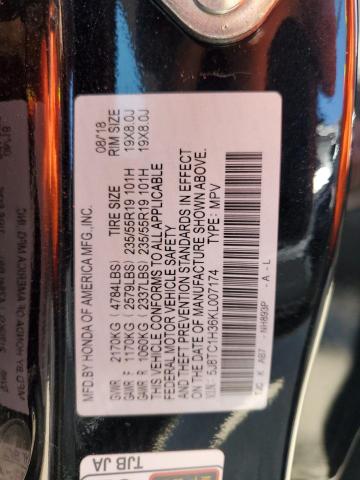 MFD.BY HONDA OF AMERICA MFG.,INC. 08/18
TIRE SIZE RIM SIZE
GVWR 2170KG (4784LBS)
GAWR F 1170KG (2579LBS) 235/55R19 101H 19X8.0J
GAWR R 1060KG (2337LBS) 235/55R19 101H 19X8.0J
THIS VEHICLE CONFORMS TO ALL APPLICABLE
FEDERAL MOTOR VEHICLE SAFETY
AND THEFT PREVENTION STANDARDS IN EFFECT
ON THE DATE OF MANUFACTURE SHOWN ABOVE.
V.I.N.: 5J8TC1H36KL007174 TYPE: MPV
TJC K AB7 NH893P - A - L
TJB JA